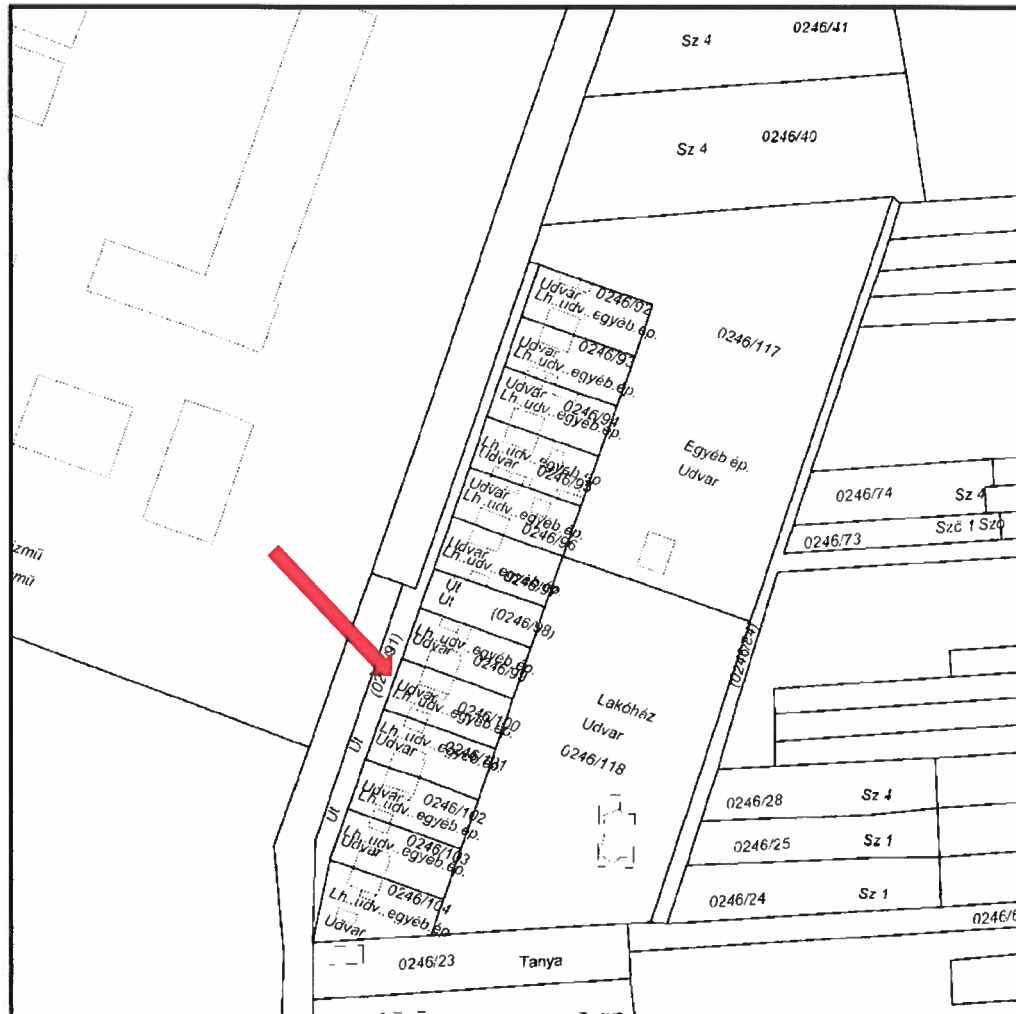 Sz 4 0246/41
Sz 4 0246/40
Udvar 0246/92
Lh..udv..egyéb.ép.
0246/117
Udvar 0246/93
Lh..udv..egyéb.ép.
Udvar 0246/94
Lh..udv..egyéb.ép.
Egyéb ép.
Udvar
Lh..udv..egyéb.ép
Udvar 0246/95
Udvar
Lh..udv..egyéb.ép.
0246/96
0246/74 Sz 4
0246/73
Udvar
Lh..udv..egyéb.ép.
Út
Út (0246/98)
Lh..udv..egyéb.ép.
Udvar 0246/99
Udvar 0246/100
Lh..udv..egyéb.ép.
Lakóház
Udvar
0246/118
Út
Lh..udv..egyéb.ép.
Udvar 0246/101
Udvar 0246/102
Lh..udv..egyéb.ép.
0246/28 Sz 4
Út
0246/103
Lh..udv..egyéb.ép.
Udvar
0246/25 Sz 1
0246/104
Lh..udv..egyéb.ép
Udvar
0246/24 Sz 1
0246/23 Tanya